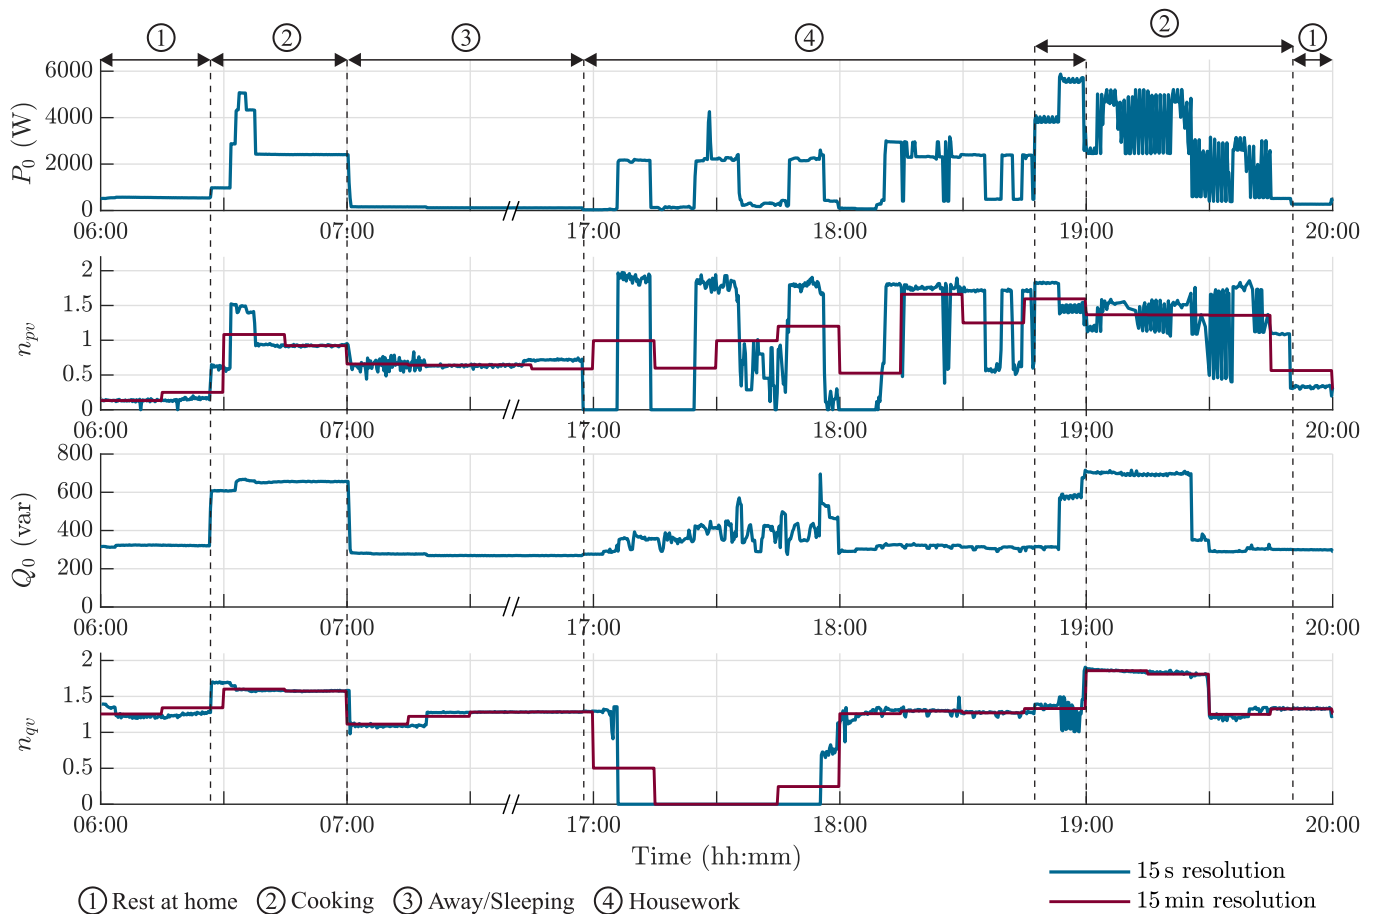 ① ② ③ ④ ② ①
P₀ (W)
6000
4000
2000
0
06:00 07:00 17:00 18:00 19:00 20:00
n_pv
2
1.5
1
0.5
0
06:00 07:00 17:00 18:00 19:00 20:00
Q₀ (var)
800
600
400
200
0
06:00 07:00 17:00 18:00 19:00 20:00
n_qv
2
1.5
1
0.5
0
06:00 07:00 17:00 18:00 19:00 20:00
Time (hh:mm)
15 s resolution
15 min resolution
① Rest at home ② Cooking ③ Away/Sleeping ④ Housework